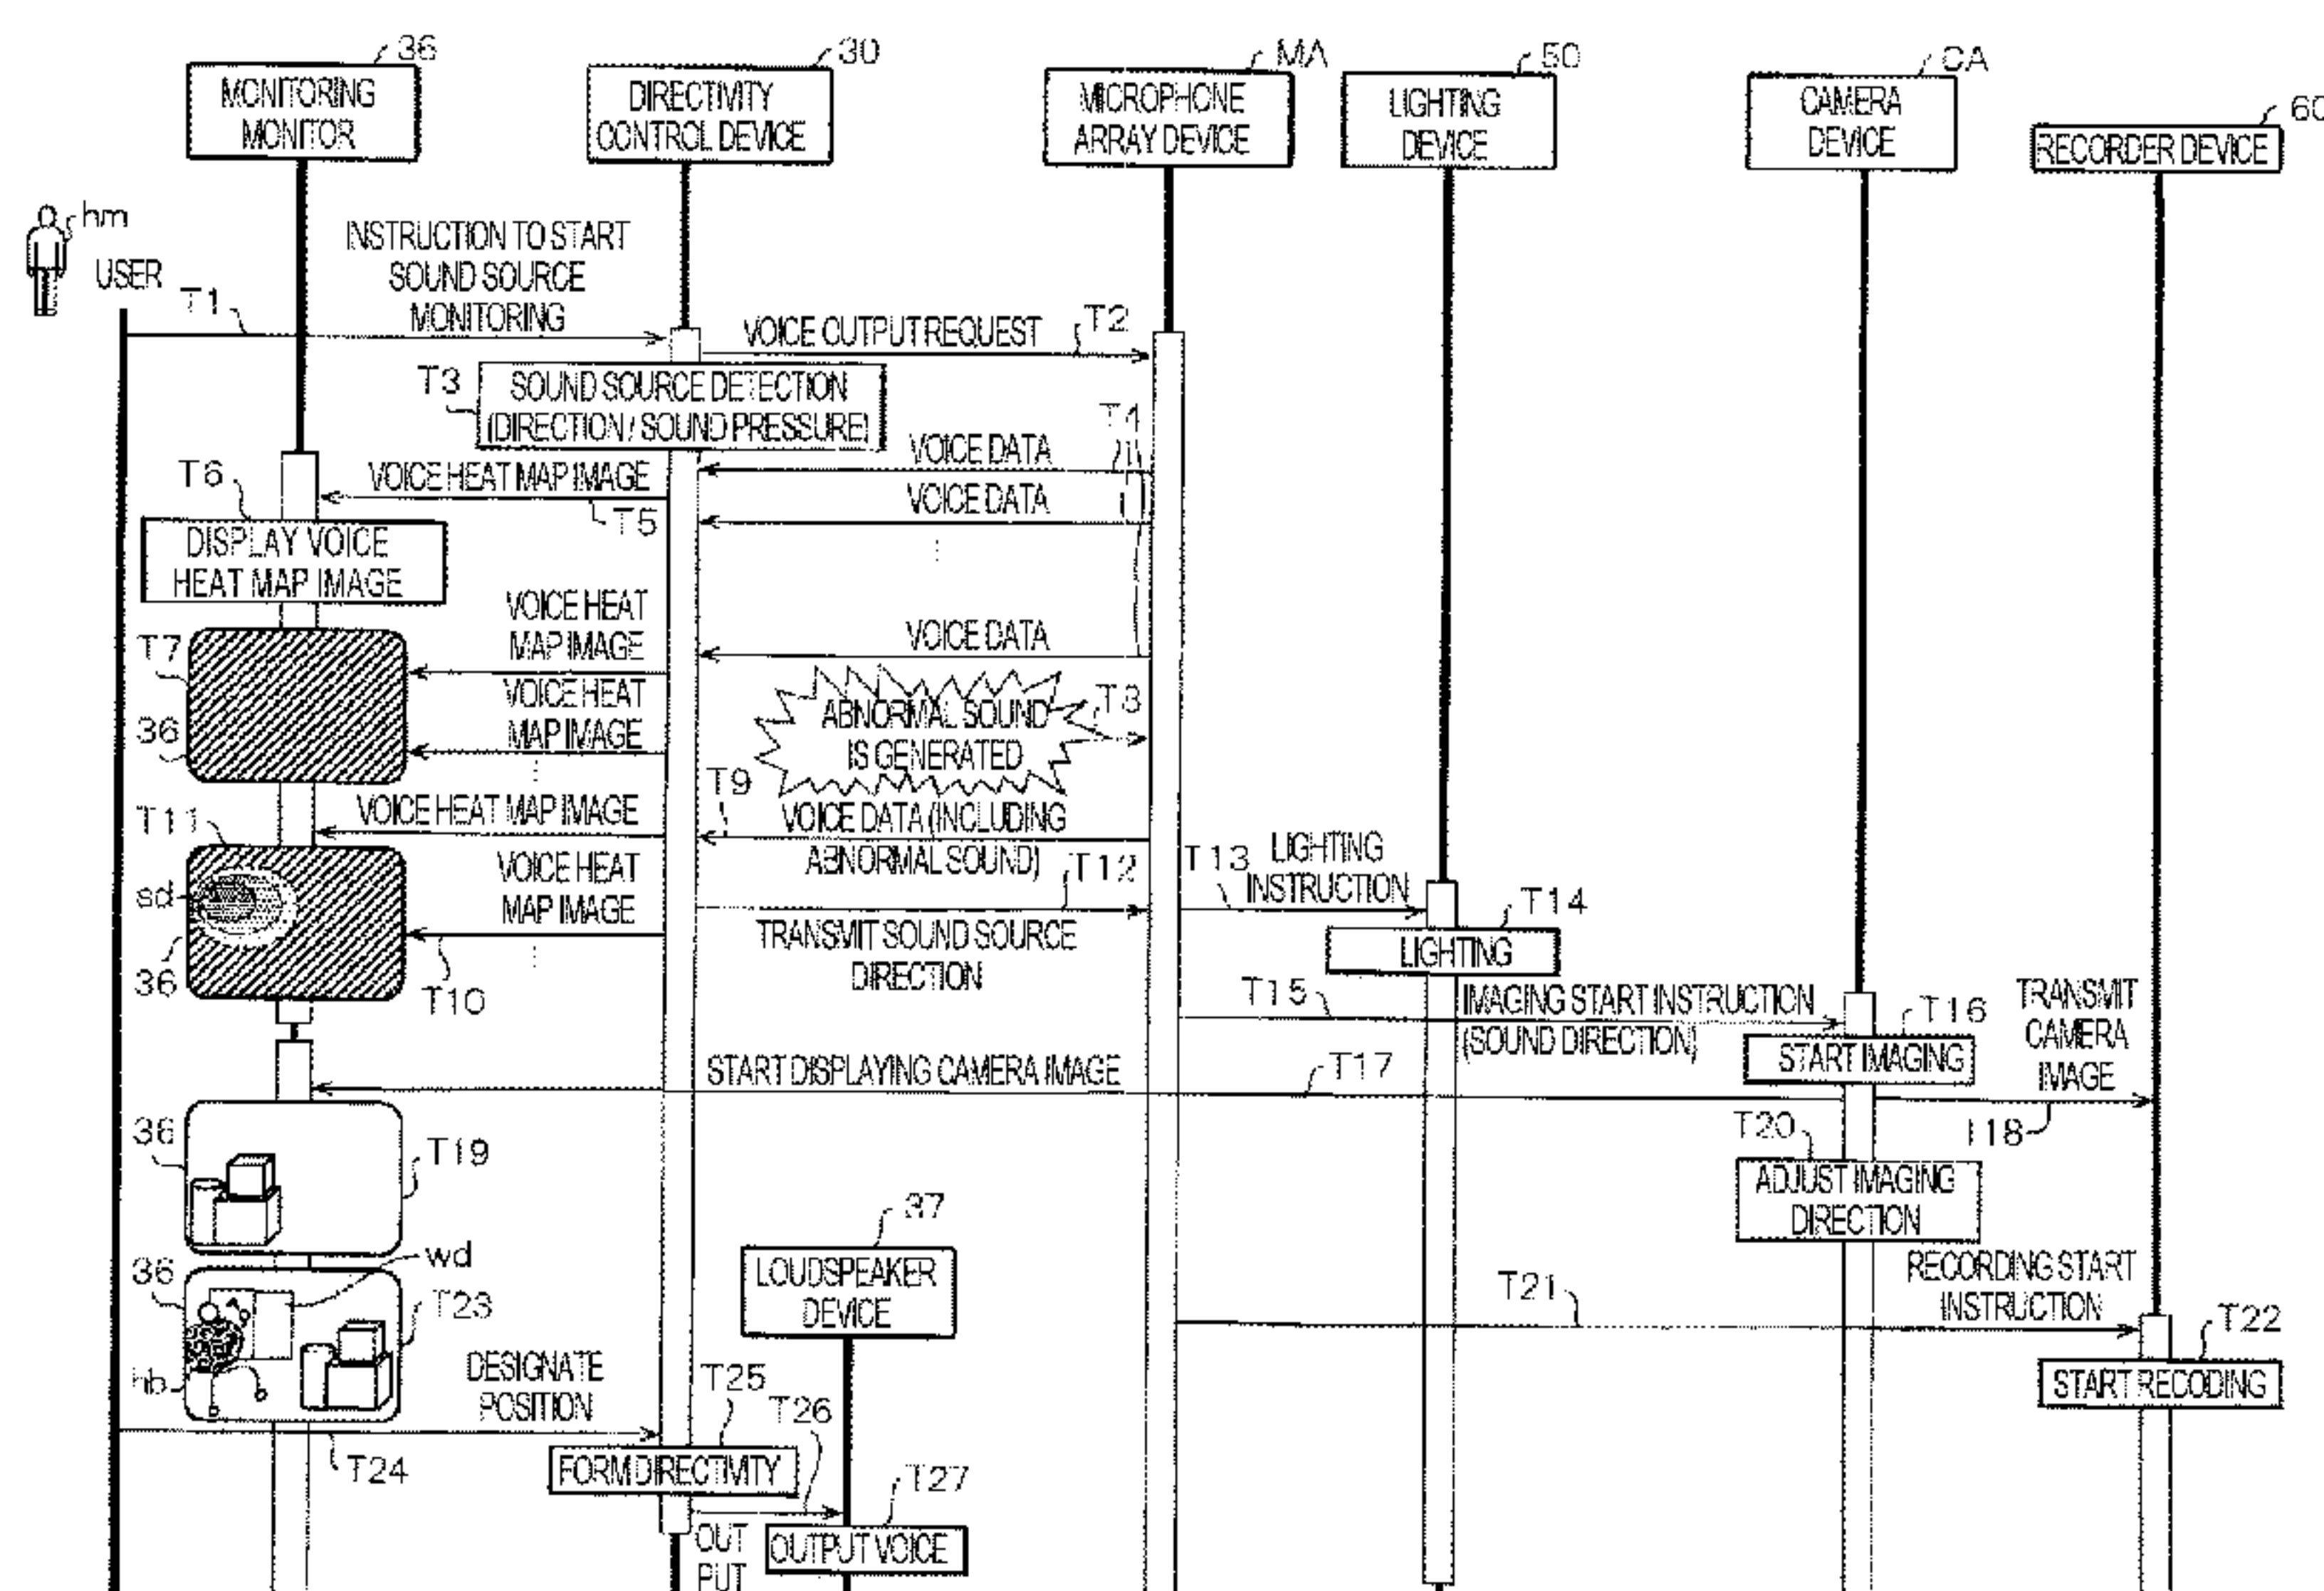 36
MONITORING
MONITOR
30
DIRECTIVITY
CONTROL DEVICE
MA
MICROPHONE
ARRAY DEVICE
50
LIGHTING
DEVICE
CA
CAMERA
DEVICE
60
RECORDER DEVICE
hm
USER
T1
INSTRUCTION TO START
SOUND SOURCE
MONITORING
VOICE OUTPUT REQUEST
T2
T3
SOUND SOURCE DETECTION
(DIRECTION / SOUND PRESSURE)
T4
VOICE DATA
T6
VOICE HEAT MAP IMAGE
T5
VOICE DATA
DISPLAY VOICE
HEAT MAP IMAGE
VOICE HEAT
MAP IMAGE
VOICE DATA
T7
36
VOICE HEAT
MAP IMAGE
ABNORMAL SOUND
IS GENERATED
T8
T9
VOICE HEAT MAP IMAGE
VOICE DATA (INCLUDING
ABNORMAL SOUND)
T11
sd
36
VOICE HEAT
MAP IMAGE
T10
T12
TRANSMIT SOUND SOURCE
DIRECTION
T13
LIGHTING
INSTRUCTION
T14
LIGHTING
T15
IMAGING START INSTRUCTION
(SOUND DIRECTION)
T16
START IMAGING
TRANSMIT
CAMERA
IMAGE
START DISPLAYING CAMERA IMAGE
T17
T18
36
T19
T20
ADJUST IMAGING
DIRECTION
37
LOUDSPEAKER
DEVICE
36
wd
T23
hb
T21
RECORDING START
INSTRUCTION
T22
START RECODING
DESIGNATE
POSITION
T24
T25
FORM DIRECTIVITY
T26
OUT
PUT
T27
OUTPUT VOICE